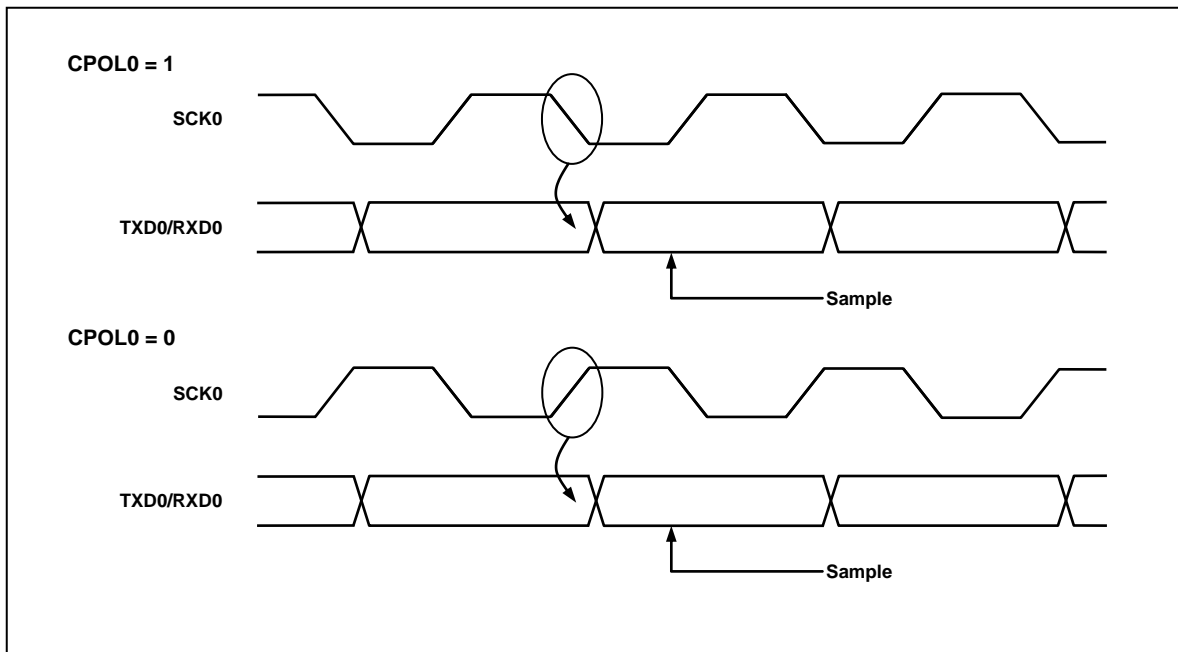 CPOL0 = 1
SCK0
TXD0/RXD0
Sample
CPOL0 = 0
SCK0
TXD0/RXD0
Sample